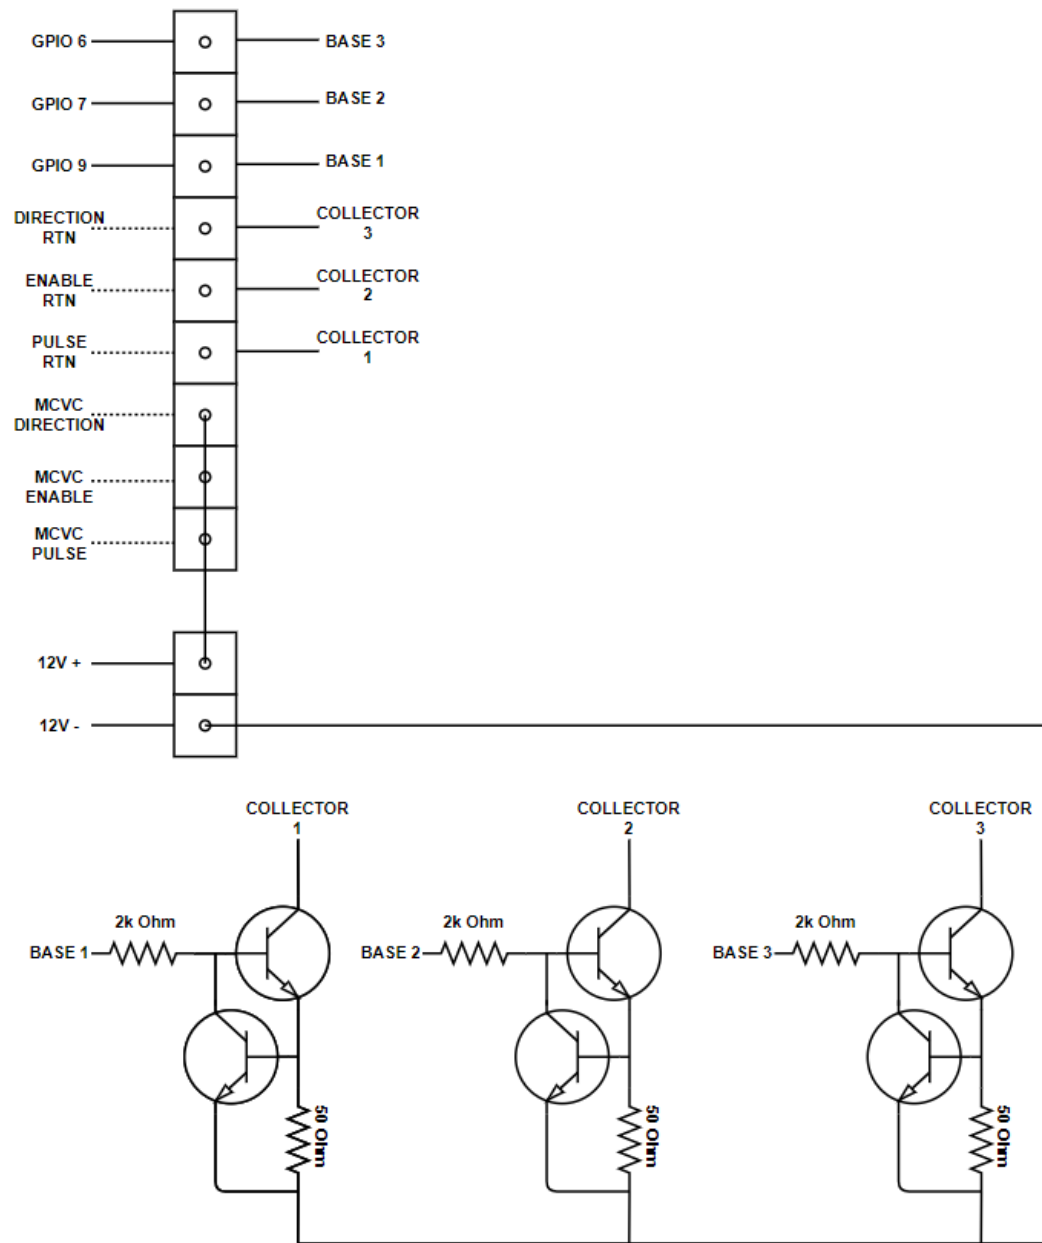 GPIO 6
BASE 3
GPIO 7
BASE 2
GPIO 9
BASE 1
DIRECTION
RTN
COLLECTOR
3
ENABLE
RTN
COLLECTOR
2
PULSE
RTN
COLLECTOR
1
MCVC
DIRECTION
MCVC
ENABLE
MCVC
PULSE
12V +
12V -
COLLECTOR
1
COLLECTOR
2
COLLECTOR
3
2k Ohm
2k Ohm
2k Ohm
BASE 1
BASE 2
BASE 3
50 Ohm
50 Ohm
50 Ohm